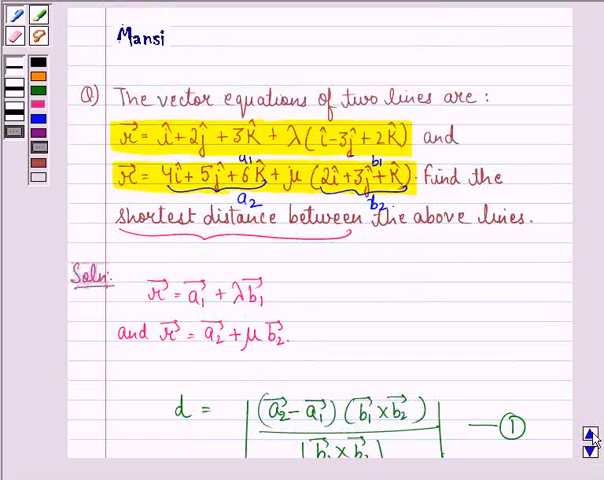 Mansi
Q) The vector equations of two lines are :
r⃗ = î + 2ĵ + 3k̂ + λ ( î − 3ĵ + 2k̂ ) and
a₁ b₁
r⃗ = 4î + 5ĵ + 6k̂ + μ ( 2î + 3ĵ + k̂ ) . Find the
a₂ b₂
shortest distance between the above lines.
Soln:
r⃗ = a₁⃗ + λ b₁⃗
and r⃗ = a₂⃗ + μ b₂⃗.
d = | (a₂⃗ − a₁⃗) (b₁⃗ × b₂⃗) / |b₁⃗ × b₂⃗| | — ①